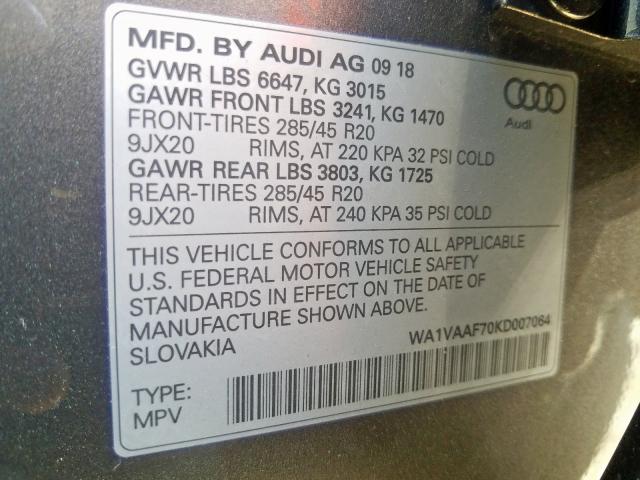 MFD. BY AUDI AG 09 18
GVWR LBS 6647, KG 3015
GAWR FRONT LBS 3241, KG 1470
FRONT-TIRES 285/45 R20
9JX20 RIMS, AT 220 KPA 32 PSI COLD
GAWR REAR LBS 3803, KG 1725
REAR-TIRES 285/45 R20
9JX20 RIMS, AT 240 KPA 35 PSI COLD
Audi
THIS VEHICLE CONFORMS TO ALL APPLICABLE
U.S. FEDERAL MOTOR VEHICLE SAFETY
STANDARDS IN EFFECT ON THE DATE OF
MANUFACTURE SHOWN ABOVE.
SLOVAKIA
WA1VAAF70KD007064
TYPE:
MPV